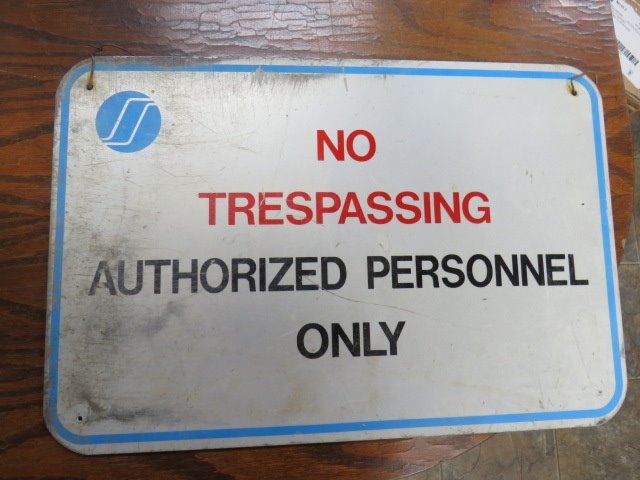 NO
TRESPASSING
AUTHORIZED PERSONNEL
ONLY